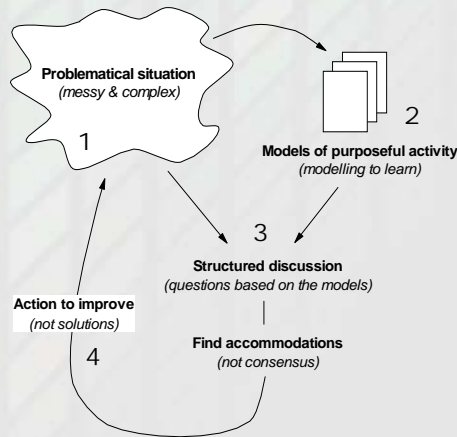 Problematical situation
(messy & complex)
1
2
Models of purposeful activity
(modelling to learn)
3
Structured discussion
(questions based on the models)
Action to improve
(not solutions)
Find accommodations
(not consensus)
4